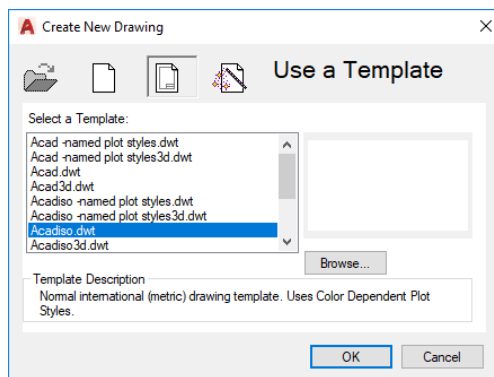 Create New Drawing
Use a Template
Select a Template:
Acad -named plot styles.dwt
Acad -named plot styles3d.dwt
Acad.dwt
Acad3d.dwt
Acadiso -named plot styles.dwt
Acadiso -named plot styles3d.dwt
Acadiso.dwt
Acadiso3d.dwt
Browse...
Template Description
Normal international (metric) drawing template. Uses Color Dependent Plot
Styles.
OK Cancel